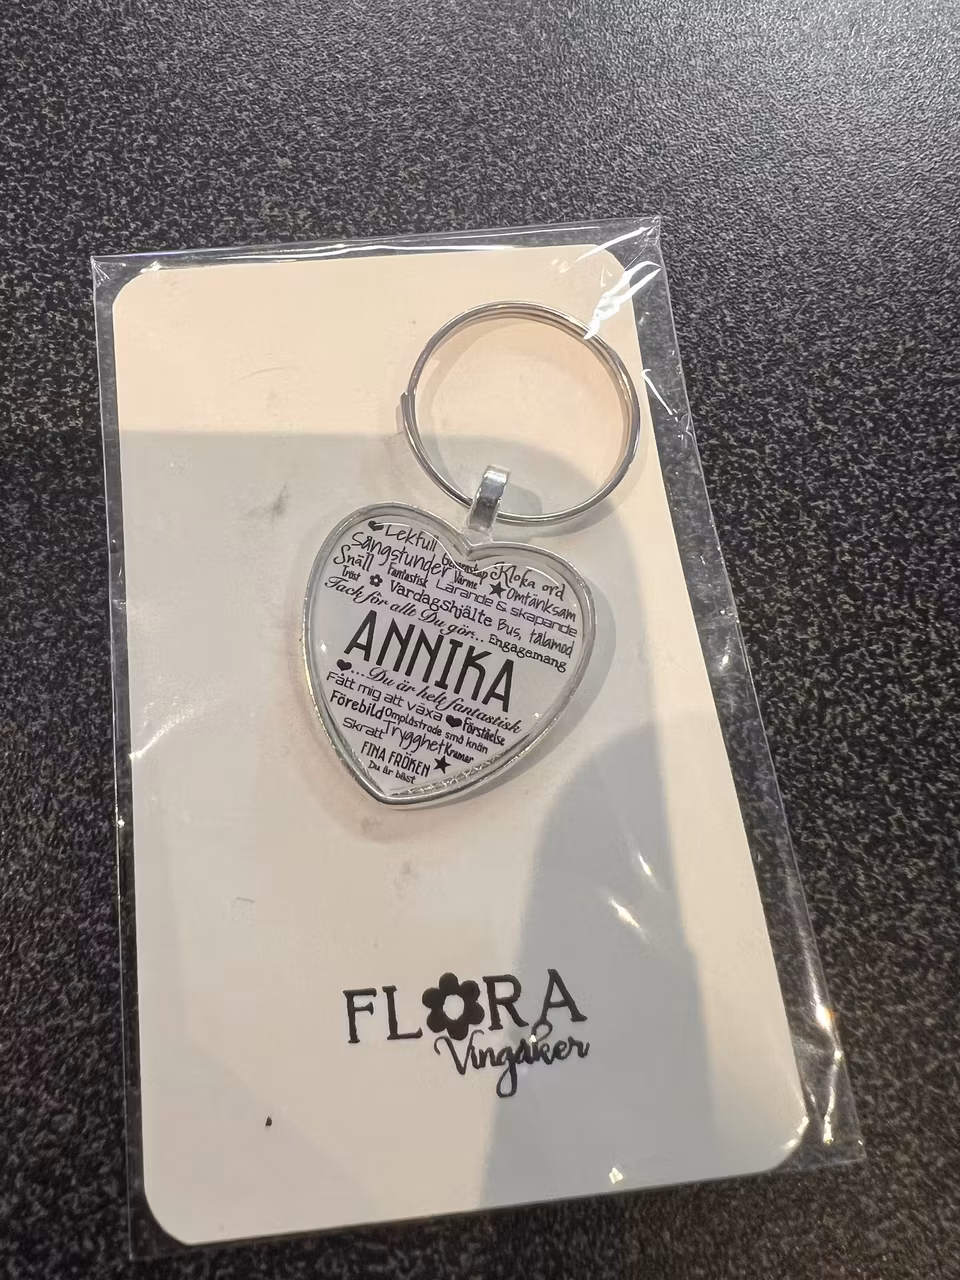 Lekfull
Sångstunder Gemenskap Kloka ord
Snäll Fantastisk Värme Omtänksam
Tröst Vardagshjälte Lärande & skapande
Tack för allt Du gör... Bus, tålamod
Engagemang
ANNIKA
...Du är helt fantastisk
Fått mig att växa Förståelse
Förebild Omplåstrade små knän
Skratt Trygghet Kramar
FINA FRÖKEN
Du är bäst
FLORA
Vingåker